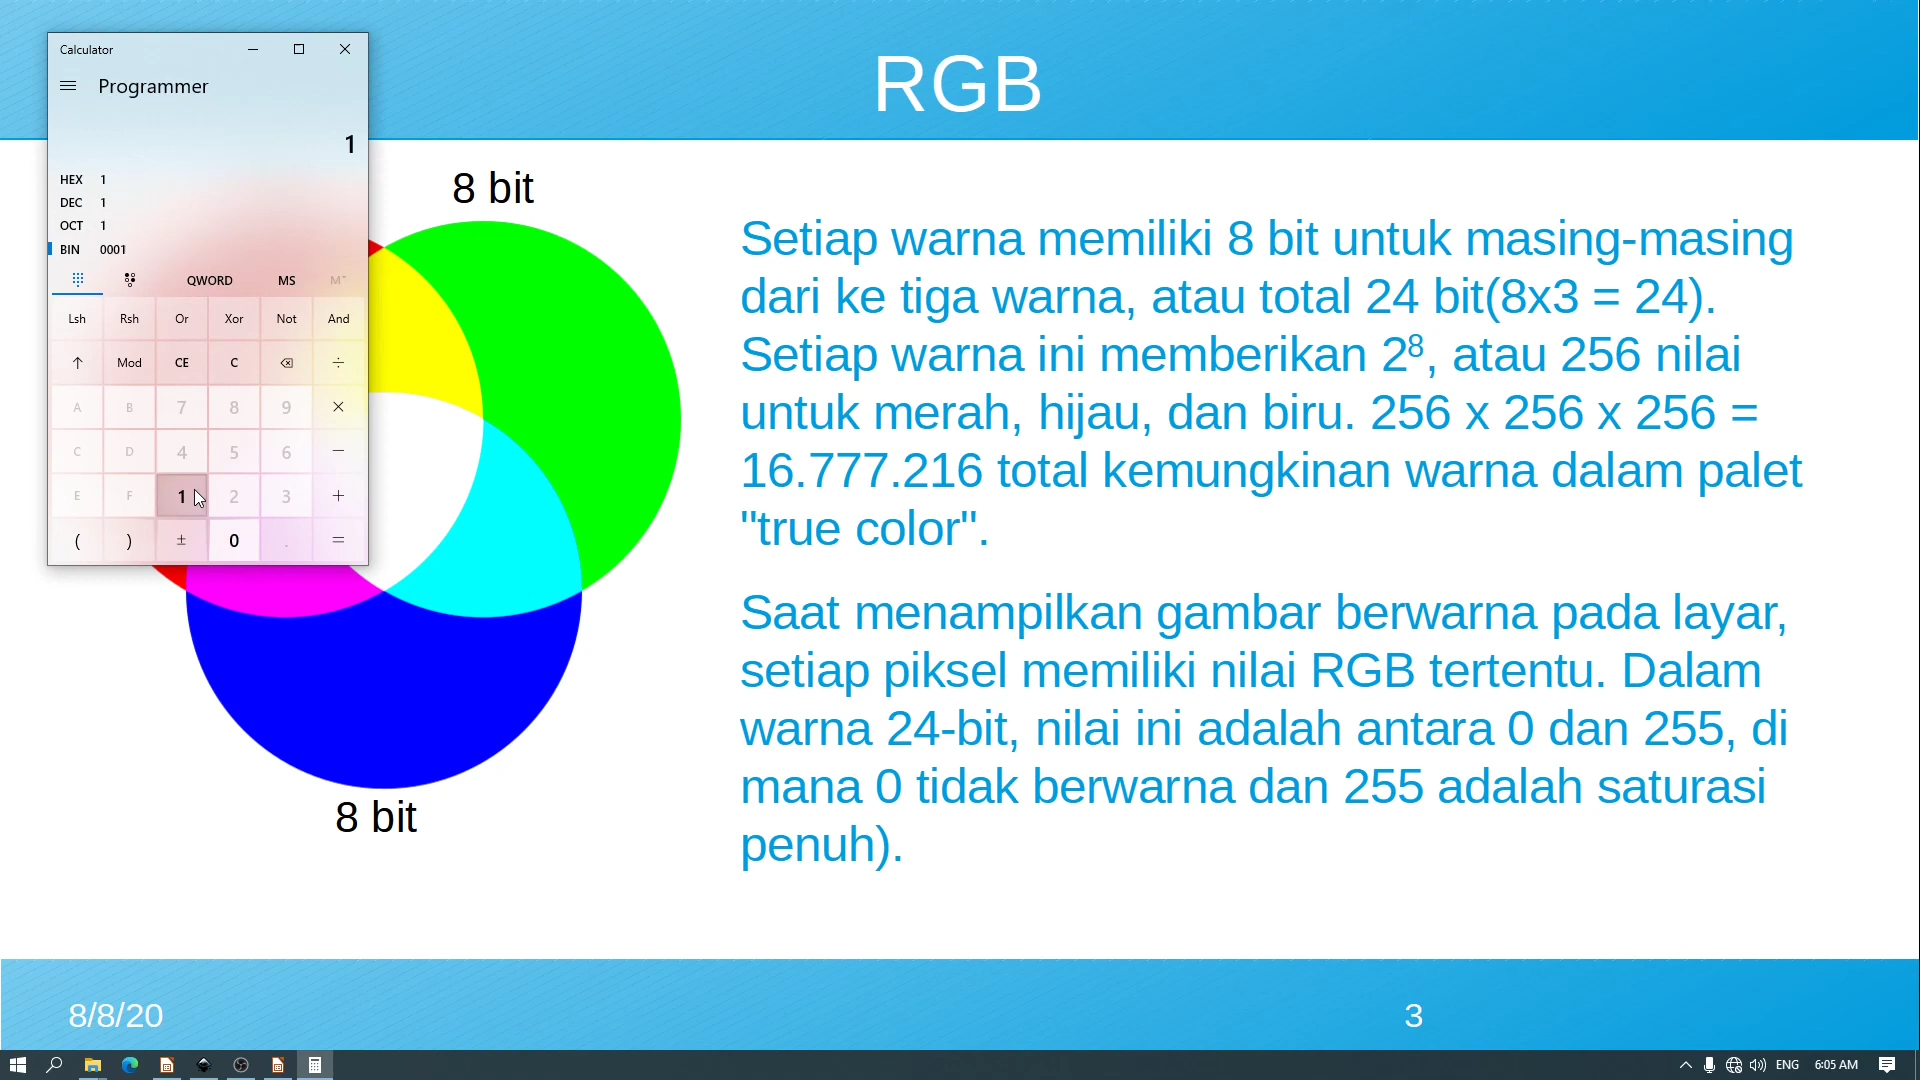 Calculator
Programmer
1
HEX 1
DEC 1
OCT 1
BIN 0001
QWORD MS M˅
Lsh Rsh Or Xor Not And
↑ Mod CE C ⌫ ÷
A B 7 8 9 ×
C D 4 5 6 −
E F 1 2 3 +
( ) ± 0 . =
RGB
8 bit
8 bit
Setiap warna memiliki 8 bit untuk masing-masing
dari ke tiga warna, atau total 24 bit(8x3 = 24).
Setiap warna ini memberikan 2⁸, atau 256 nilai
untuk merah, hijau, dan biru. 256 x 256 x 256 =
16.777.216 total kemungkinan warna dalam palet
"true color".
Saat menampilkan gambar berwarna pada layar,
setiap piksel memiliki nilai RGB tertentu. Dalam
warna 24-bit, nilai ini adalah antara 0 dan 255, di
mana 0 tidak berwarna dan 255 adalah saturasi
penuh).
8/8/20
3
ENG
6:05 AM